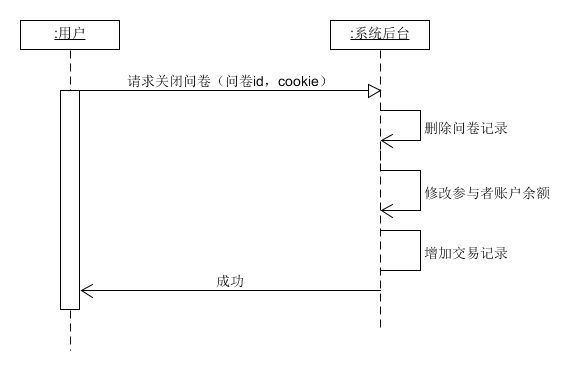 :用户
:系统后台
请求关闭问卷（问卷id，cookie）
删除问卷记录
修改参与者账户余额
增加交易记录
成功